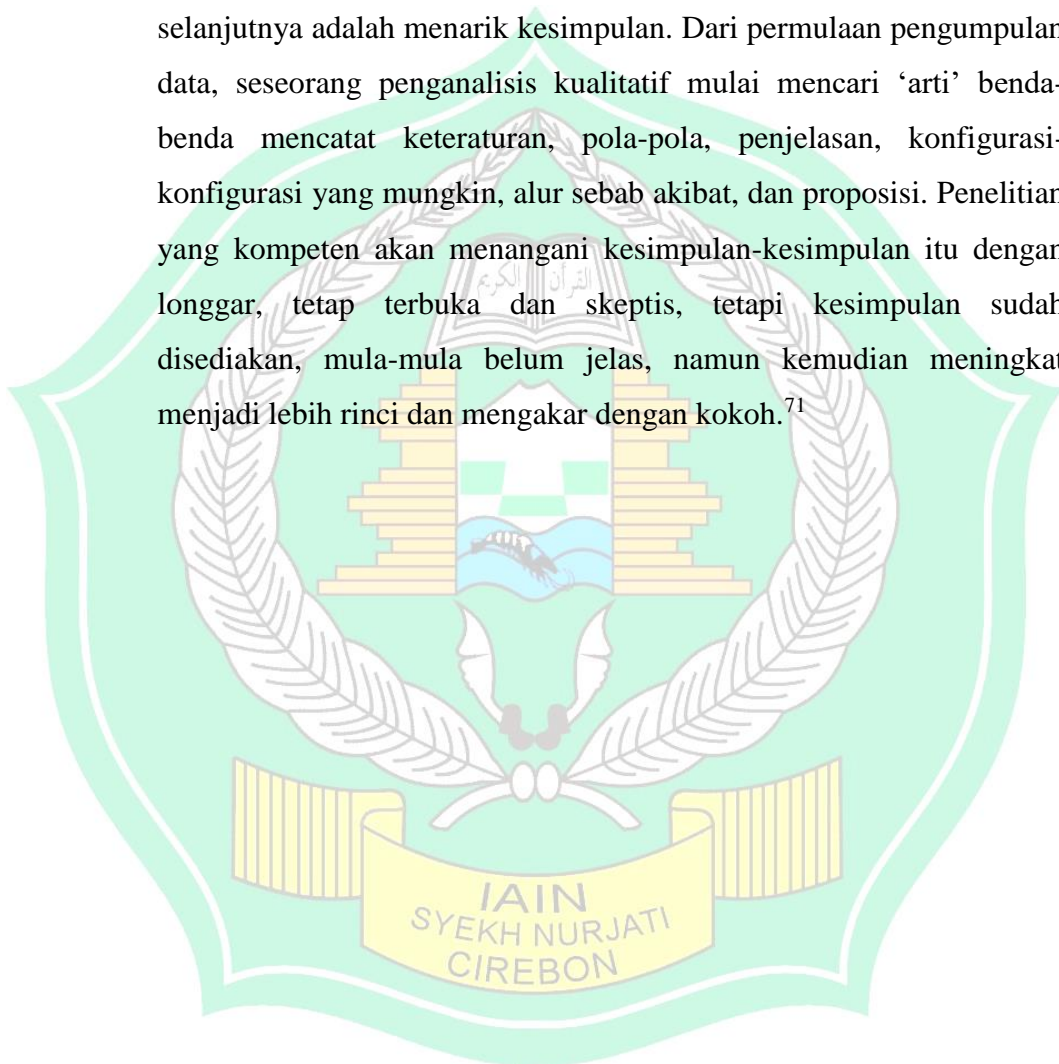 selanjutnya adalah menarik kesimpulan. Dari permulaan pengumpulan
data, seseorang penganalisis kualitatif mulai mencari ‘arti’ benda-
benda mencatat keteraturan, pola-pola, penjelasan, konfigurasi-
konfigurasi yang mungkin, alur sebab akibat, dan proposisi. Penelitian
yang kompeten akan menangani kesimpulan-kesimpulan itu dengan
longgar, tetap terbuka dan skeptis, tetapi kesimpulan sudah
disediakan, mula-mula belum jelas, namun kemudian meningkat
menjadi lebih rinci dan mengakar dengan kokoh.71
القرآن الكريم
IAIN
SYEKH NURJATI
CIREBON